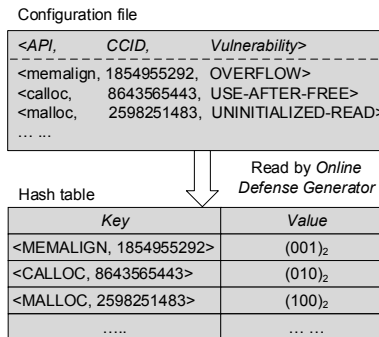 Configuration file
<API, CCID, Vulnerability>
<memalign, 1854955292, OVERFLOW>
<calloc, 8643565443, USE-AFTER-FREE>
<malloc, 2598251483, UNINITIALIZED-READ>
... ...
Read by Online
Defense Generator
Hash table
Key Value
<MEMALIGN, 1854955292> (001)₂
<CALLOC, 8643565443> (010)₂
<MALLOC, 2598251483> (100)₂
..... ... ...